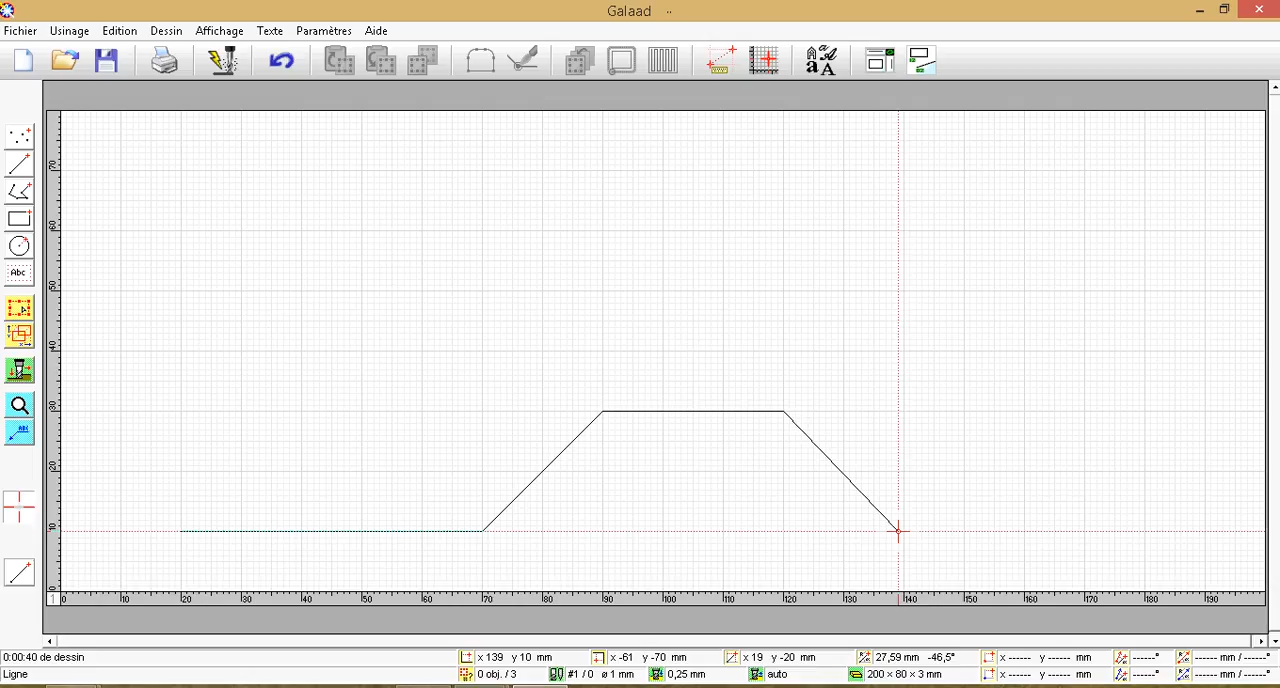 Galaad ..
Fichier Usinage Edition Dessin Affichage Texte Paramètres Aide
Abc
ABC
70
60
50
40
30
20
10
0
1
0 10 20 30 40 50 60 70 80 90 100 110 120 130 140 150 160 170 180 190
0:00:40 de dessin x 139 y 10 mm x -61 y -70 mm x 19 y -20 mm 27,59 mm -46,5° x ----- y ----- mm -----° ----- mm / -----°
Ligne 0 obj. / 3 #1 / 0 ø 1 mm 0,25 mm auto 200 × 80 × 3 mm x ----- y ----- mm -----° ----- mm / -----°